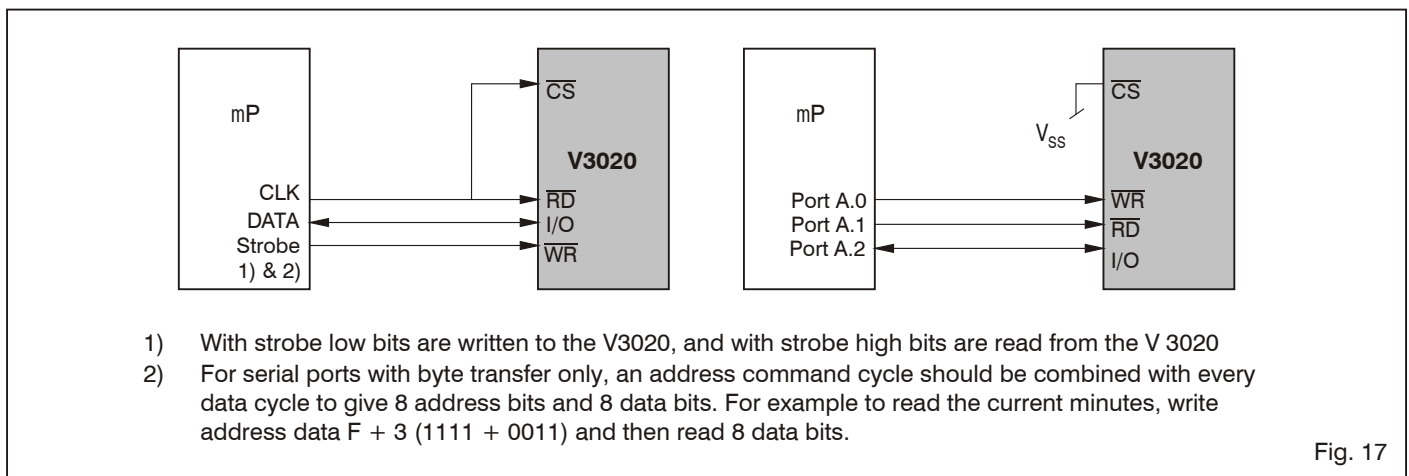 mP
CLK
DATA
Strobe
1) & 2)
CS
V3020
RD
I/O
WR
mP
Port A.0
Port A.1
Port A.2
VSS
CS
V3020
WR
RD
I/O
1) With strobe low bits are written to the V3020, and with strobe high bits are read from the V 3020
2) For serial ports with byte transfer only, an address command cycle should be combined with every
data cycle to give 8 address bits and 8 data bits. For example to read the current minutes, write
address data F + 3 (1111 + 0011) and then read 8 data bits.
Fig. 17